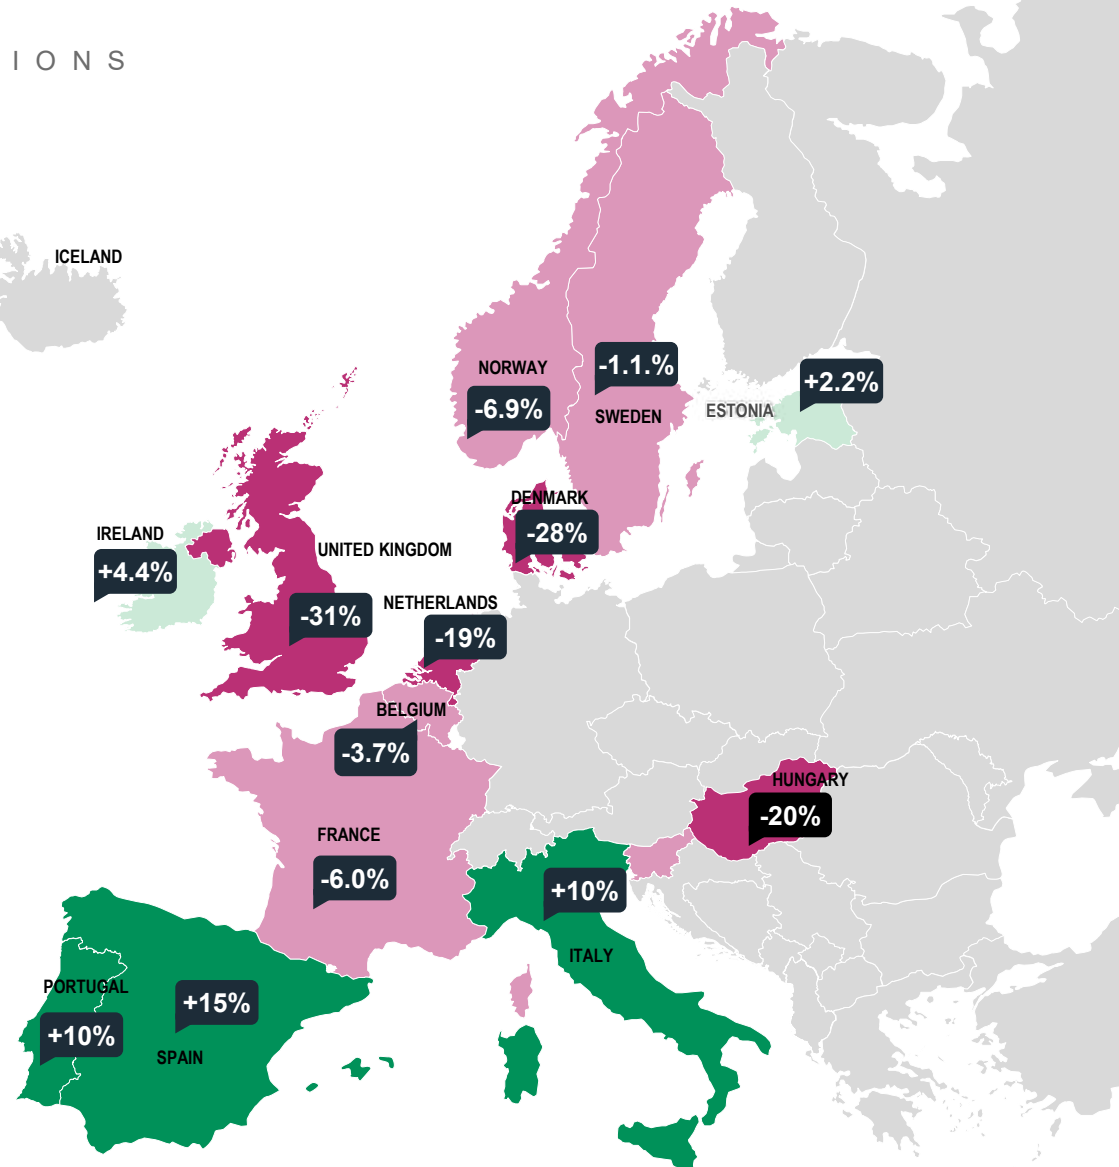 I O N S
ICELAND
NORWAY
-6.9%
-1.1.%
SWEDEN
ESTONIA
+2.2%
DENMARK
-28%
IRELAND
+4.4%
UNITED KINGDOM
-31%
NETHERLANDS
-19%
BELGIUM
-3.7%
HUNGARY
-20%
FRANCE
-6.0%
+10%
ITALY
PORTUGAL
+10%
+15%
SPAIN